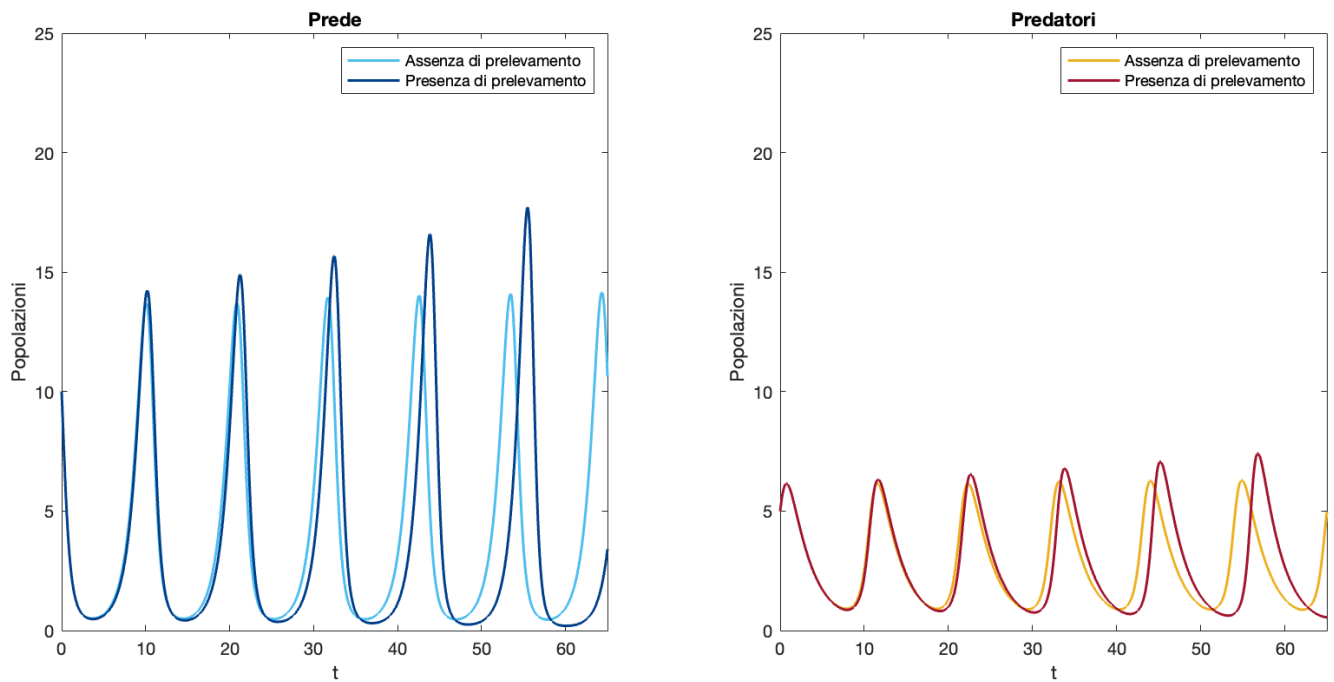 Prede
25
20
15
10
5
0
Popolazioni
Assenza di prelevamento
Presenza di prelevamento
0 10 20 30 40 50 60
t
Predatori
25
20
15
10
5
0
Popolazioni
Assenza di prelevamento
Presenza di prelevamento
0 10 20 30 40 50 60
t